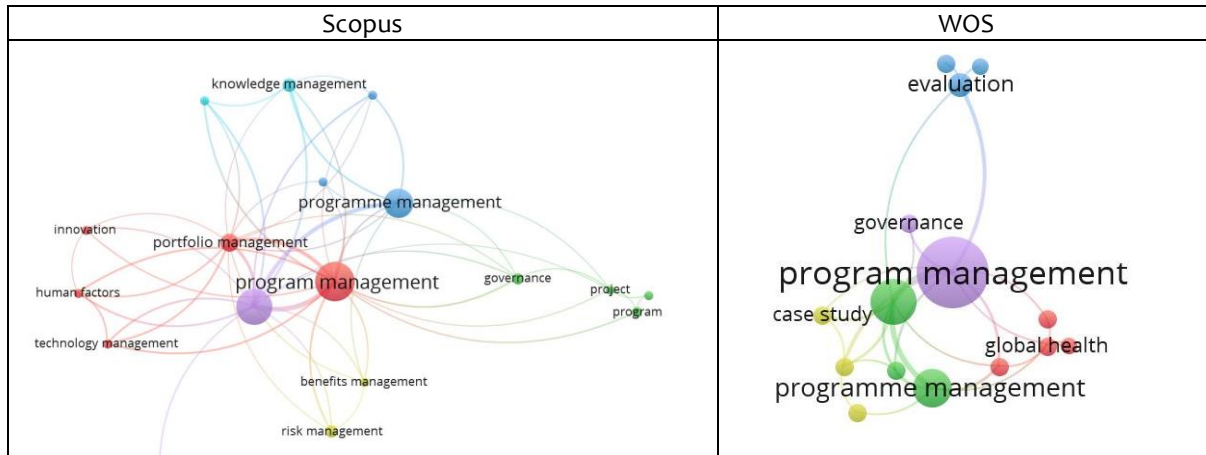 Scopus
WOS
knowledge management
programme management
innovation
portfolio management
human factors
program management
governance
project
program
technology management
benefits management
risk management
evaluation
governance
program management
case study
global health
programme management